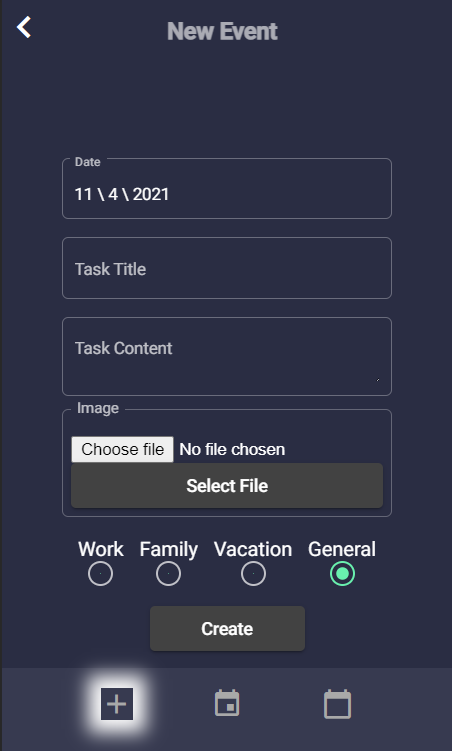 New Event
Date
11 \ 4 \ 2021
Task Title
Task Content
Image
Choose file No file chosen
Select File
Work Family Vacation General
Create